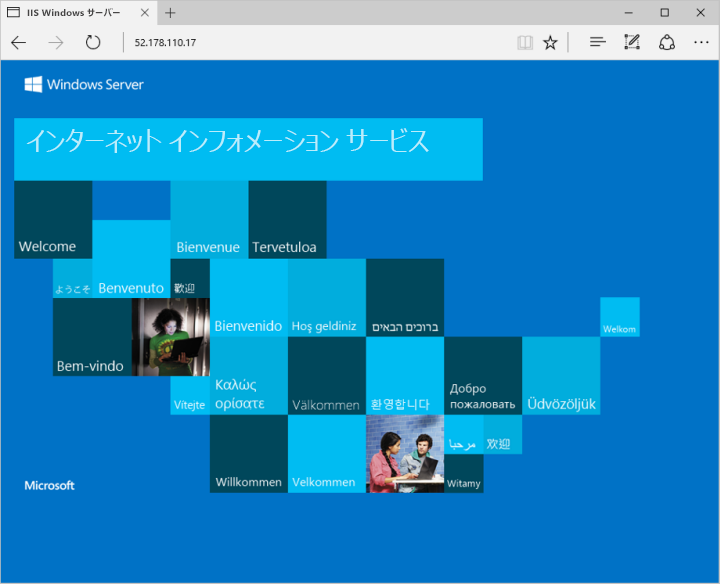 IIS Windows サーバー
52.178.110.17
Windows Server
インターネット インフォメーション サービス
Welcome
Bienvenue
Tervetuloa
ようこそ
Benvenuto
歡迎
Bienvenido
Hoş geldiniz
ברוכים הבאים
Welkom
Bem-vindo
Vítejte
Καλώς
ορίσατε
Välkommen
환영합니다
Добро
пожаловать
Üdvözöljük
مرحبا
欢迎
Willkommen
Velkommen
Witamy
Microsoft